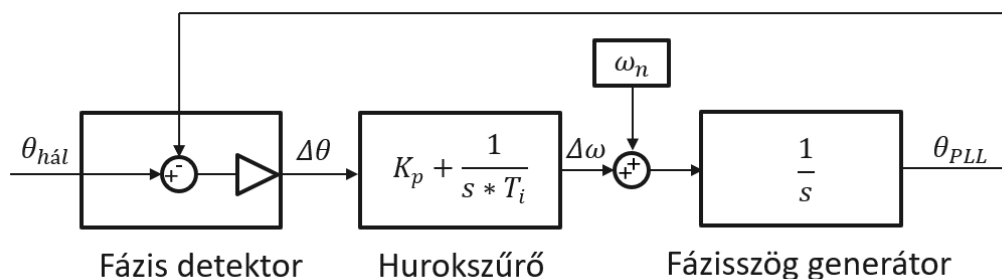 ω_n
θ_hál
+
-
Δθ
K_p + 1/(s * T_i)
Δω
+
+
1/s
θ_PLL
Fázis detektor
Hurokszűrő
Fázisszög generátor